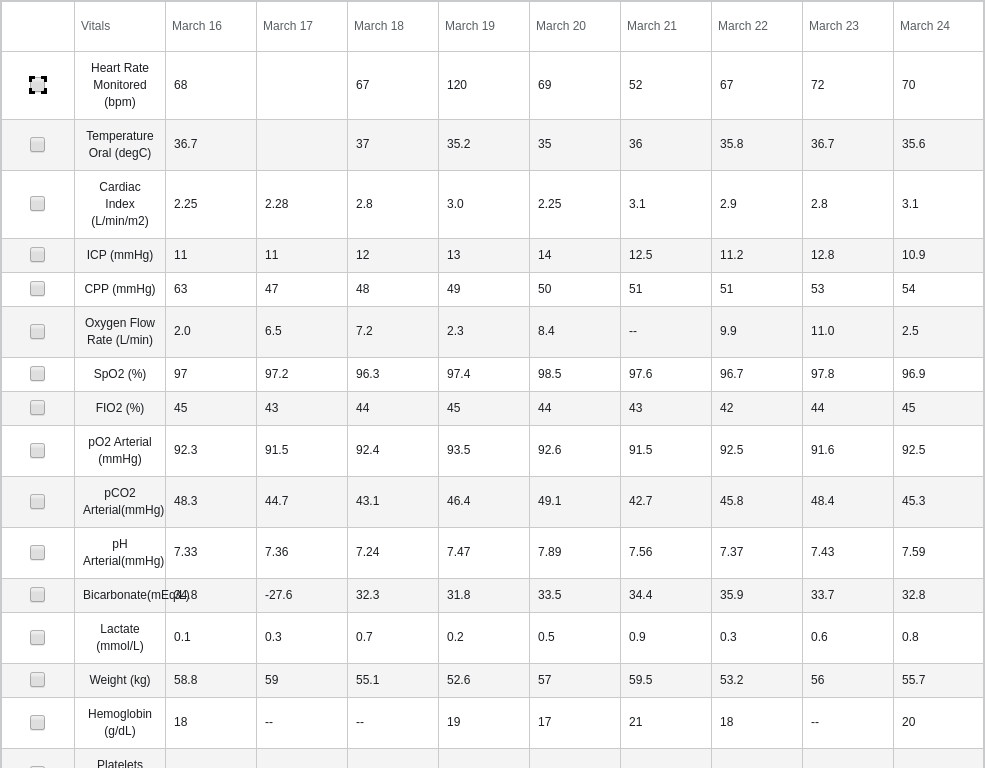 Vitals March 16 March 17 March 18 March 19 March 20 March 21 March 22 March 23 March 24
Heart Rate
Monitored
(bpm)
68 67 120 69 52 67 72 70
Temperature
Oral (degC)
36.7 37 35.2 35 36 35.8 36.7 35.6
Cardiac
Index
(L/min/m2)
2.25 2.28 2.8 3.0 2.25 3.1 2.9 2.8 3.1
ICP (mmHg) 11 11 12 13 14 12.5 11.2 12.8 10.9
CPP (mmHg) 63 47 48 49 50 51 51 53 54
Oxygen Flow
Rate (L/min)
2.0 6.5 7.2 2.3 8.4 -- 9.9 11.0 2.5
SpO2 (%) 97 97.2 96.3 97.4 98.5 97.6 96.7 97.8 96.9
FIO2 (%) 45 43 44 45 44 43 42 44 45
pO2 Arterial
(mmHg)
92.3 91.5 92.4 93.5 92.6 91.5 92.5 91.6 92.5
pCO2
Arterial(mmHg)
48.3 44.7 43.1 46.4 49.1 42.7 45.8 48.4 45.3
pH
Arterial(mmHg)
7.33 7.36 7.24 7.47 7.89 7.56 7.37 7.43 7.59
Bicarbonate(mEq/L) -27.6 32.3 31.8 33.5 34.4 35.9 33.7 32.8
Lactate
(mmol/L)
0.1 0.3 0.7 0.2 0.5 0.9 0.3 0.6 0.8
Weight (kg) 58.8 59 55.1 52.6 57 59.5 53.2 56 55.7
Hemoglobin
(g/dL)
18 -- -- 19 17 21 18 -- 20
Platelets